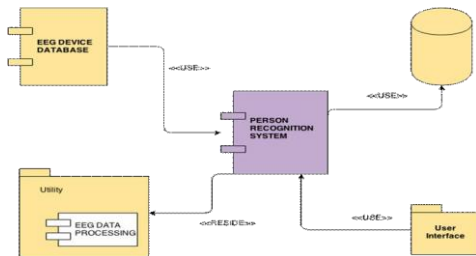 EEG DEVICE
DATABASE
<<USE>>
<<USE>>
PERSON
RECOGNITION
SYSTEM
Utility
EEG DATA
PROCESSING
<<RESIDE>>
<<USE>>
User
Interface